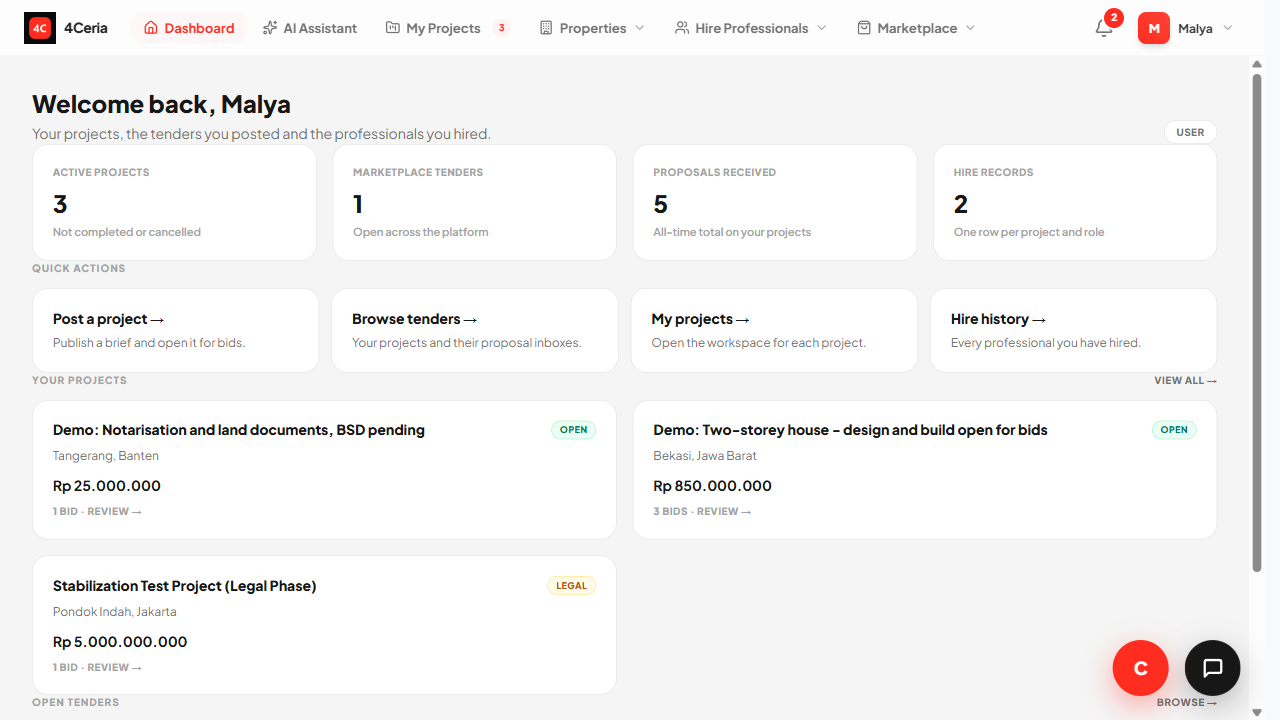 4C 4Ceria Dashboard AI Assistant My Projects 3 Properties Hire Professionals Marketplace 2 M Malya
Welcome back, Malya
Your projects, the tenders you posted and the professionals you hired.
USER
ACTIVE PROJECTS
3
Not completed or cancelled
MARKETPLACE TENDERS
1
Open across the platform
PROPOSALS RECEIVED
5
All-time total on your projects
HIRE RECORDS
2
One row per project and role
QUICK ACTIONS
Post a project →
Publish a brief and open it for bids.
Browse tenders →
Your projects and their proposal inboxes.
My projects →
Open the workspace for each project.
Hire history →
Every professional you have hired.
YOUR PROJECTS
VIEW ALL →
Demo: Notarisation and land documents, BSD pending
OPEN
Tangerang, Banten
Rp 25.000.000
1 BID · REVIEW →
Demo: Two-storey house - design and build open for bids
OPEN
Bekasi, Jawa Barat
Rp 850.000.000
3 BIDS · REVIEW →
Stabilization Test Project (Legal Phase)
LEGAL
Pondok Indah, Jakarta
Rp 5.000.000.000
1 BID · REVIEW →
C
OPEN TENDERS
BROWSE →